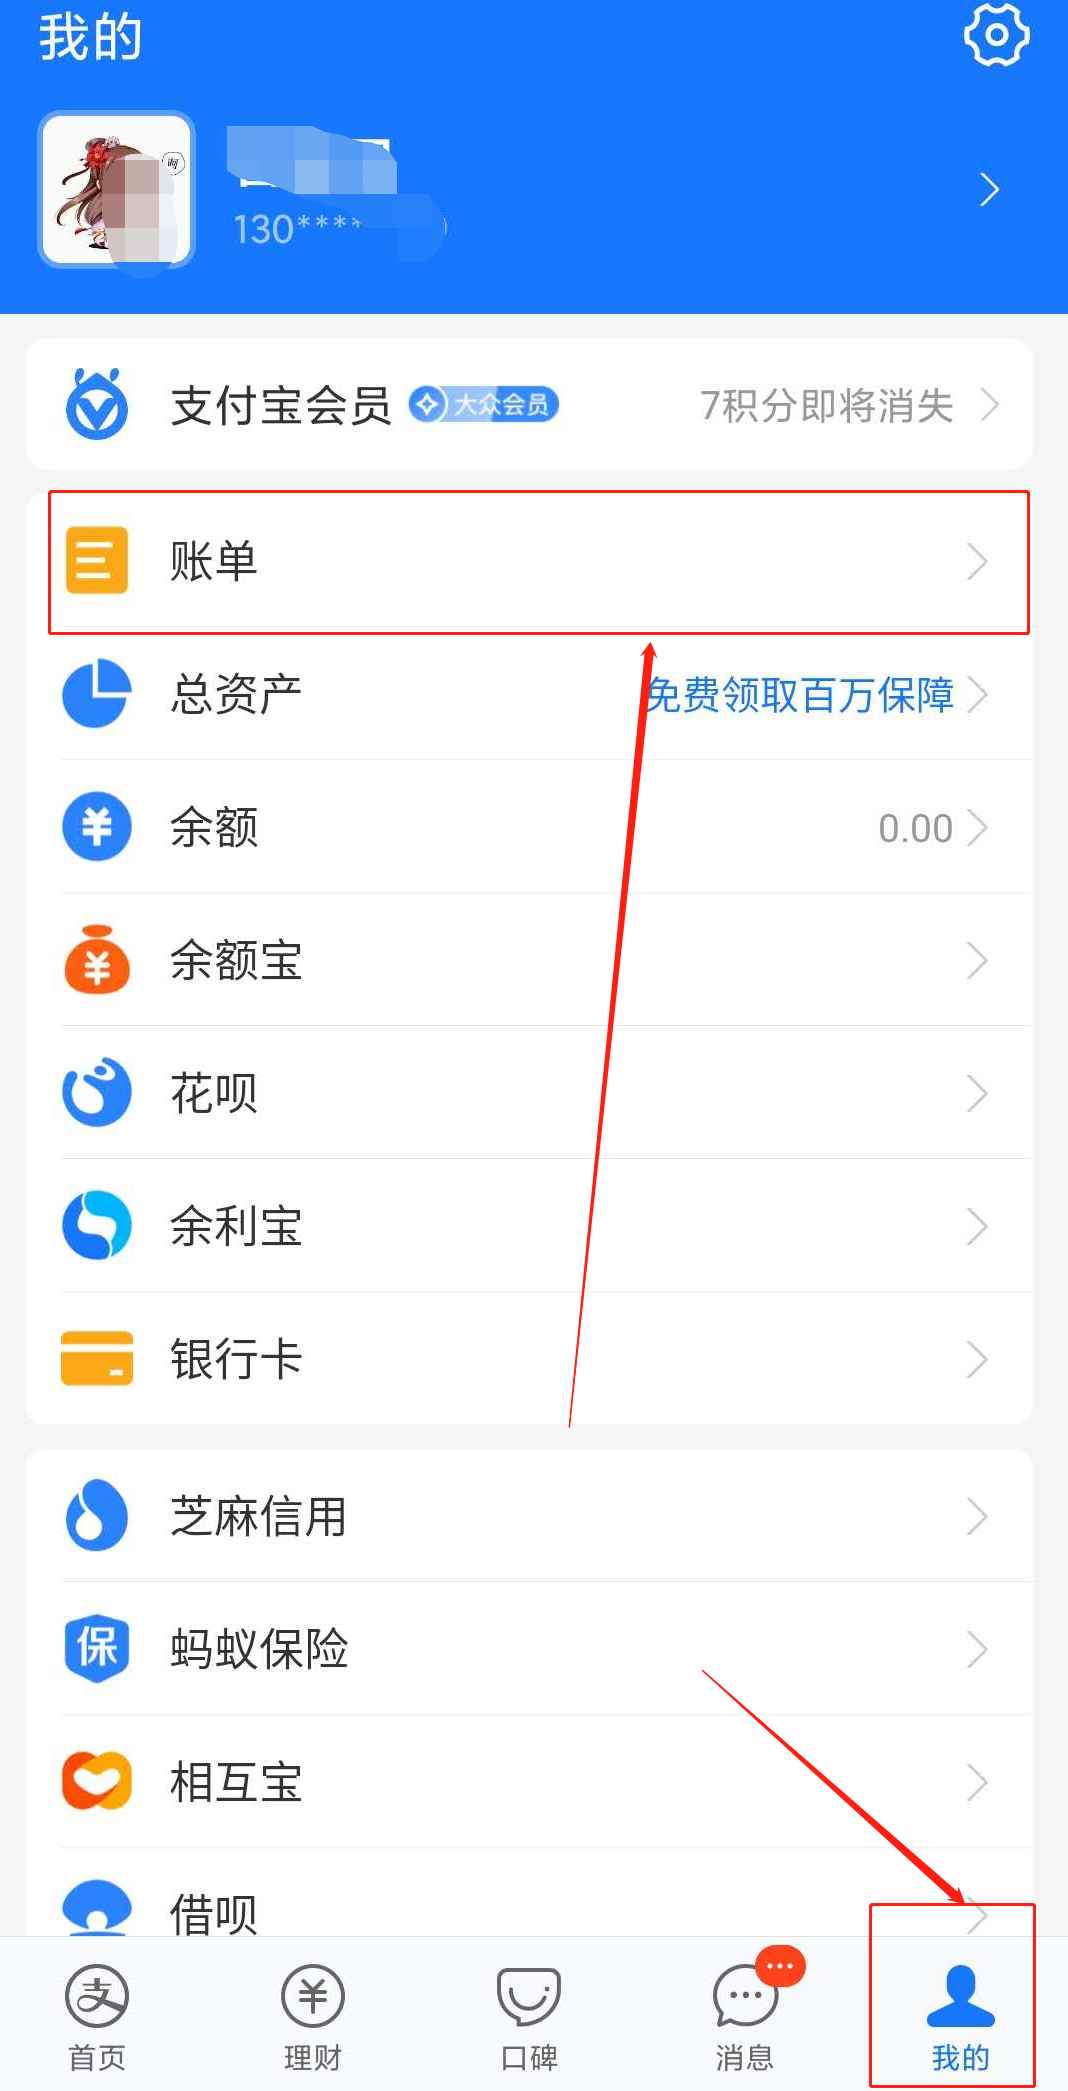 我的
啊
130****
支付宝会员 大众会员 7积分即将消失
账单
总资产 免费领取百万保障
余额 0.00
余额宝
花呗
余利宝
银行卡
芝麻信用
保 蚂蚁保险
相互宝
借呗
支
首页 理财 口碑 消息 我的